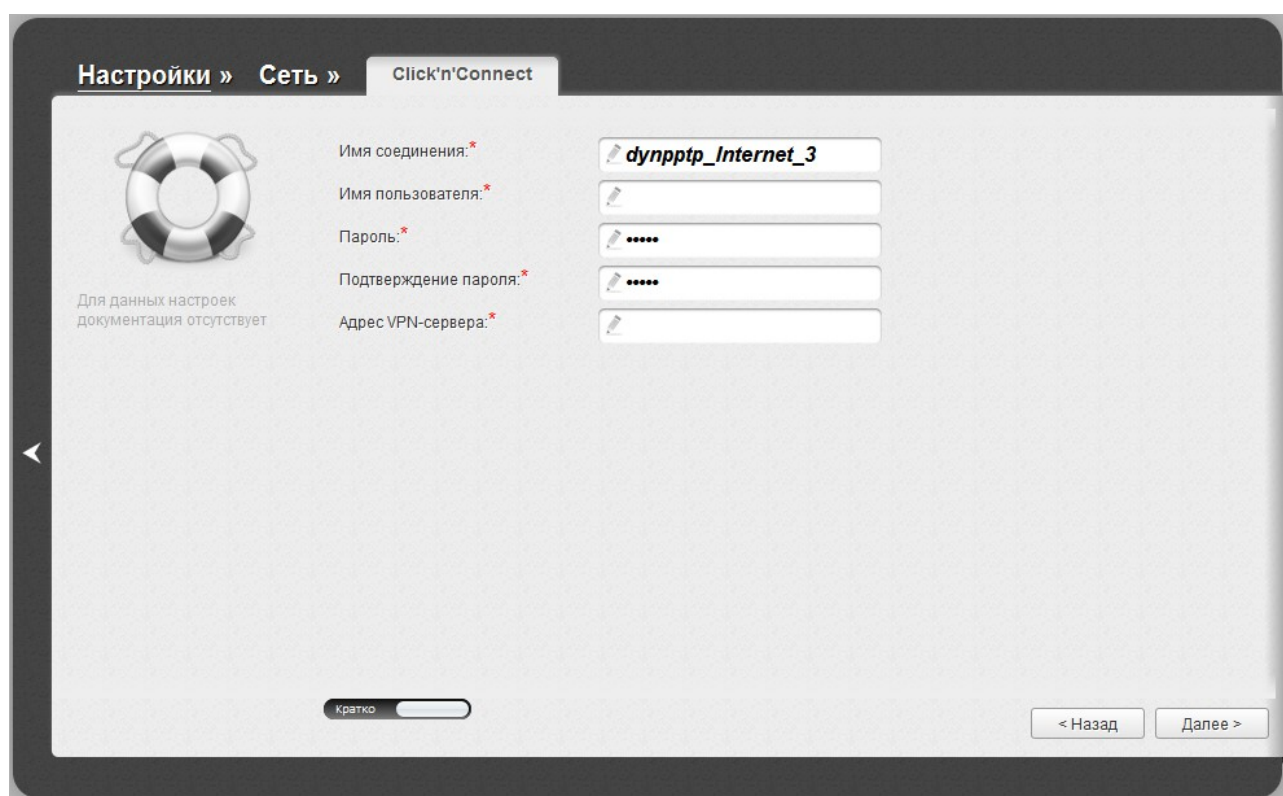 Настройки » Сеть » Click'n'Connect
Имя соединения:* dynpptp_Internet_3
Имя пользователя:*
Пароль:* •••••
Подтверждение пароля:* •••••
Адрес VPN-сервера:*
Для данных настроек
документация отсутствует
Кратко
< Назад Далее >